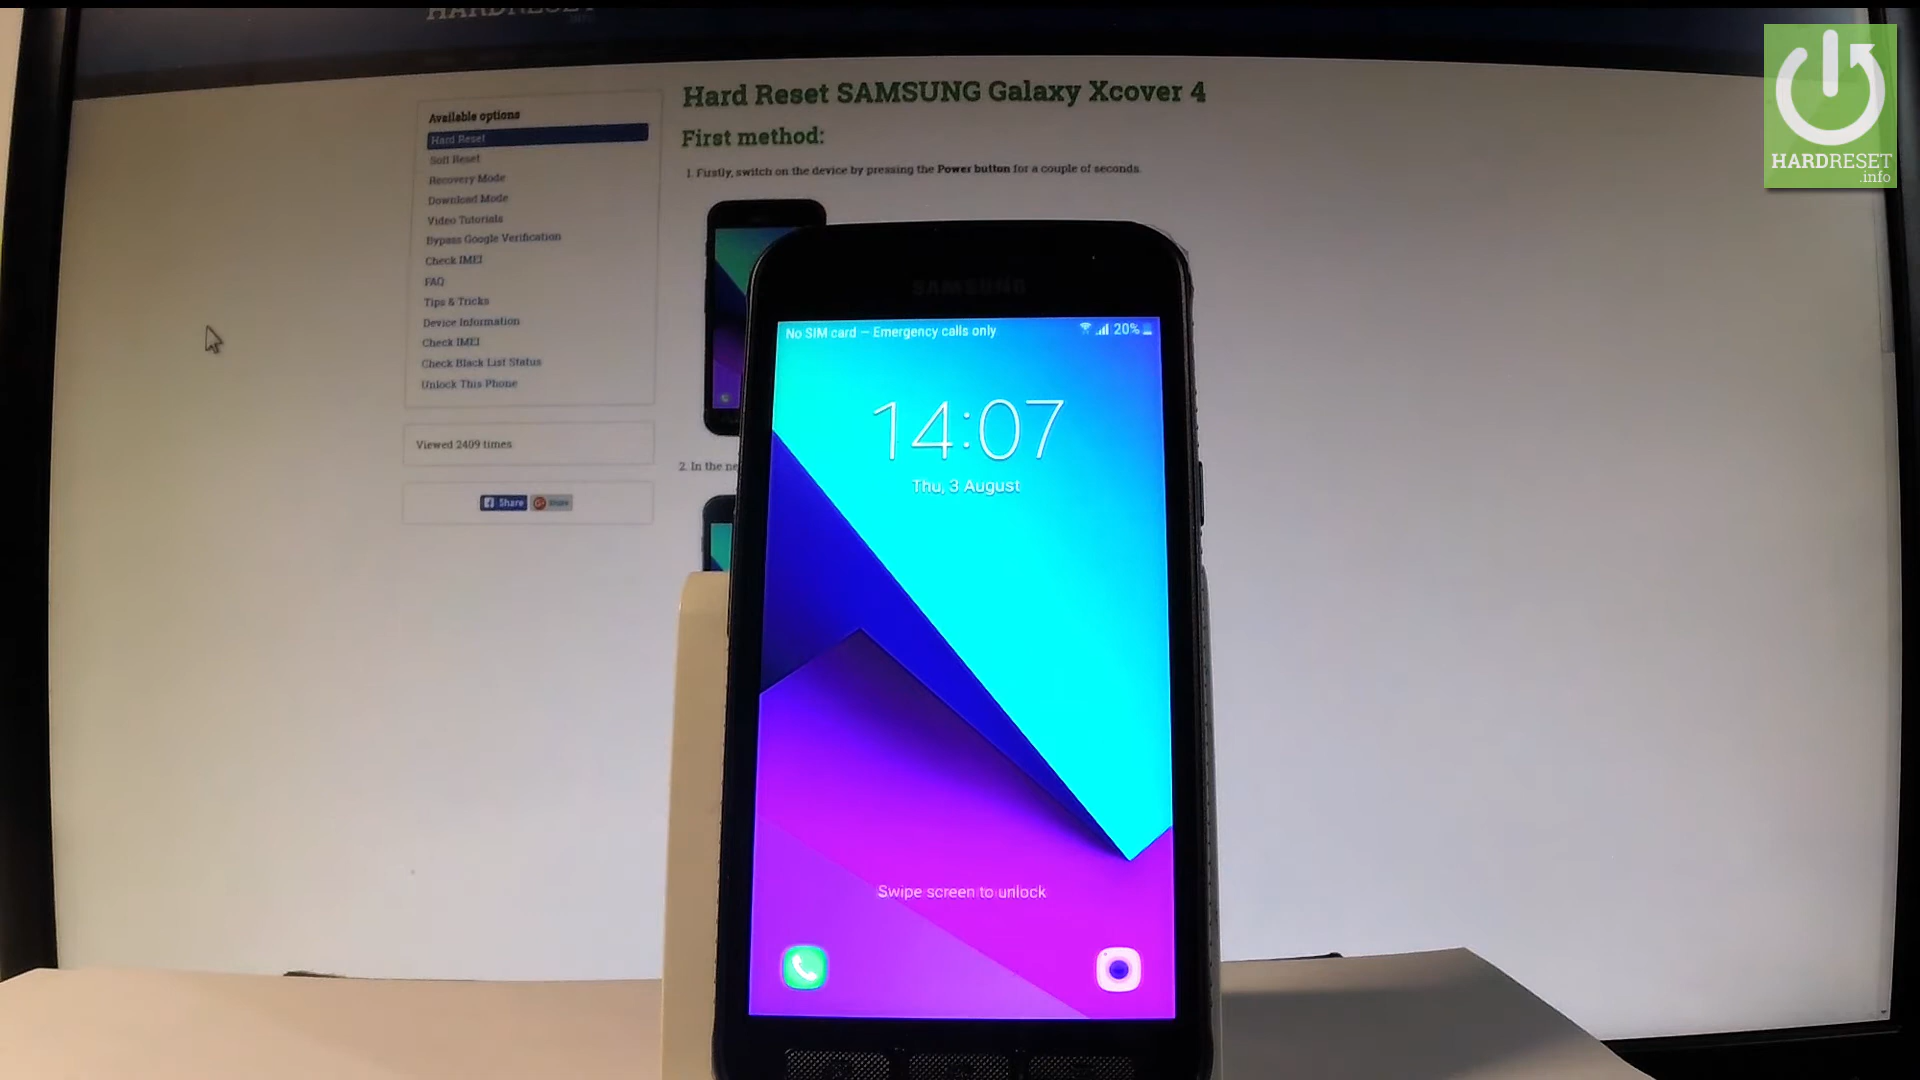 HARDRESET
Hard Reset SAMSUNG Galaxy Xcover 4
Available options
Hard Reset
Soft Reset
Recovery Mode
Download Mode
Video Tutorials
Bypass Google Verification
Check IMEI
FAQ
Tips & Tricks
Device Information
Check IMEI
Check Black List Status
Unlock This Phone
Viewed 2409 times
Share
Share
First method:
1. Firstly, switch on the device by pressing the Power button for a couple of seconds.
2. In the
SAMSUNG
No SIM card – Emergency calls only
20%
14:07
Thu, 3 August
Swipe screen to unlock
HARDRESET
.info